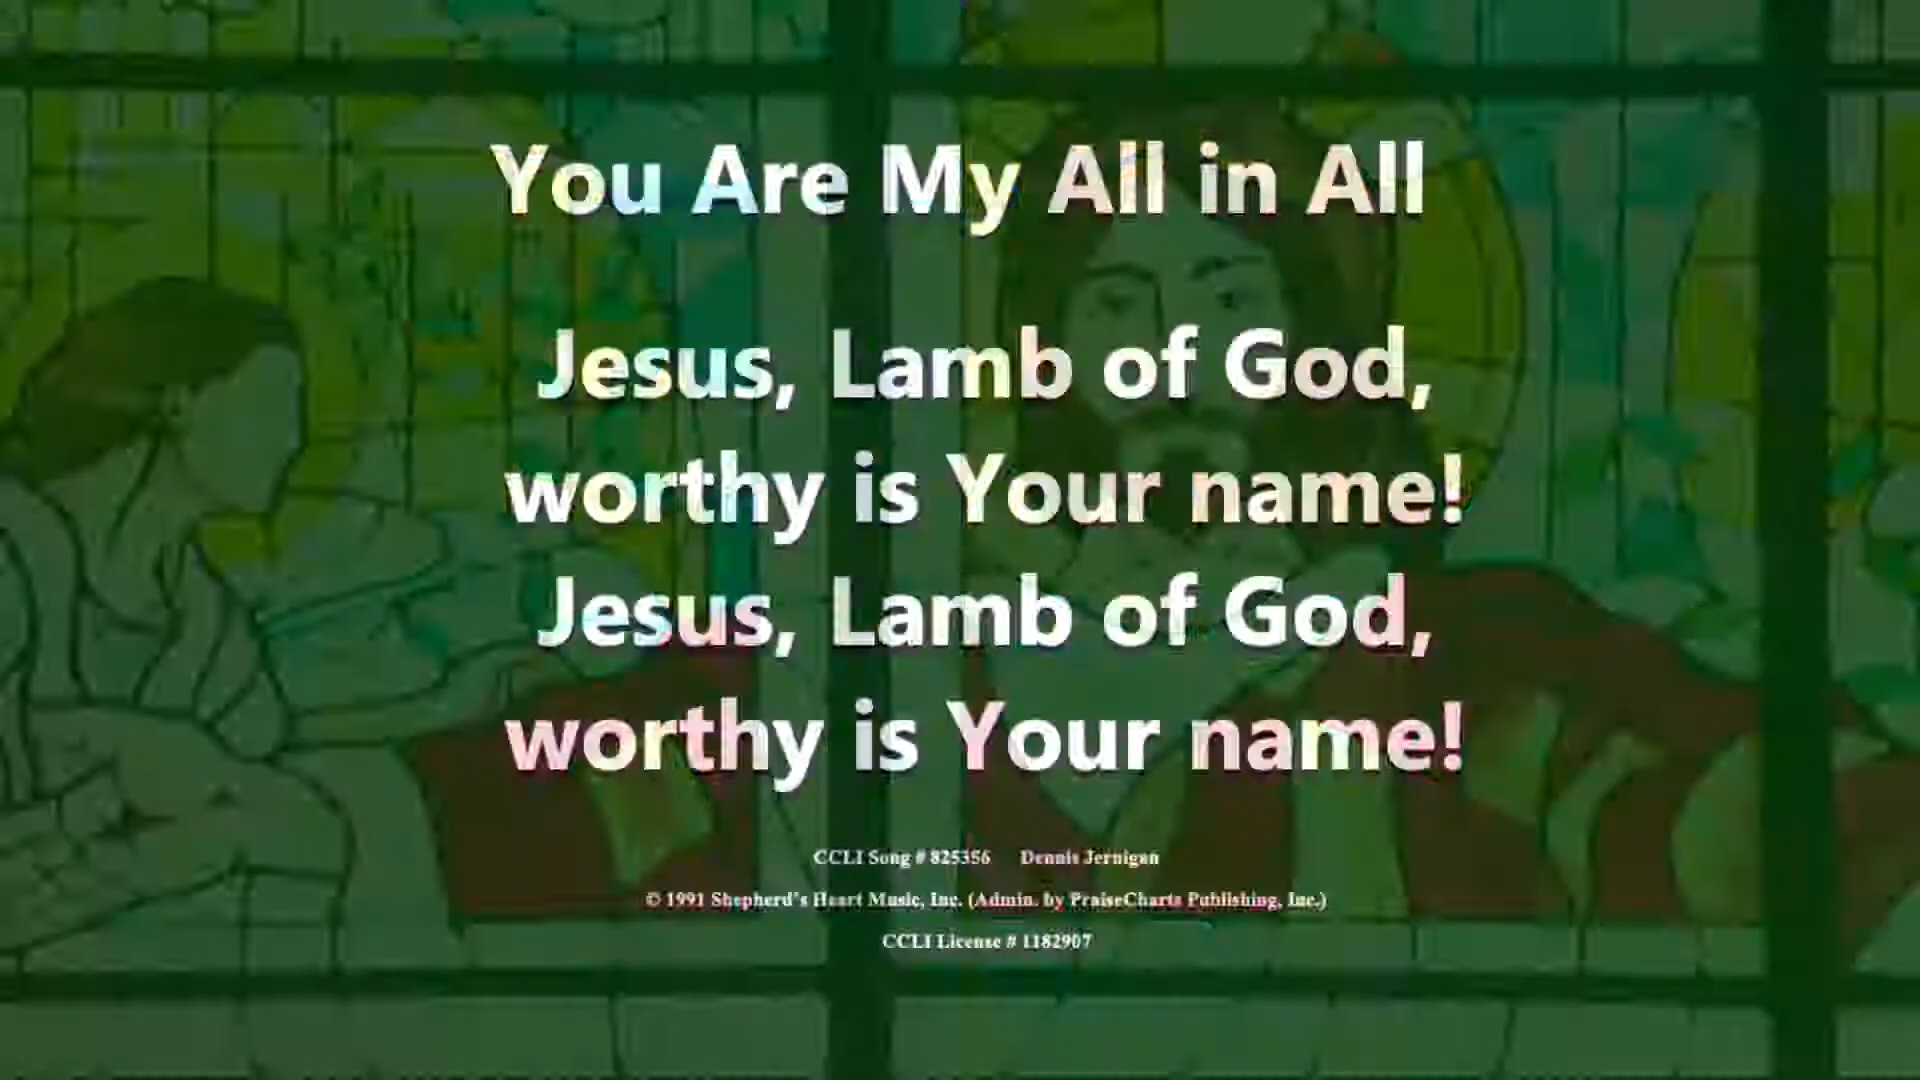 You Are My All in All
Jesus, Lamb of God,
worthy is Your name!
Jesus, Lamb of God,
worthy is Your name!
CCLI Song # 825356 Dennis Jernigan
© 1991 Shepherd's Heart Music, Inc. (Admin. by PraiseCharts Publishing, Inc.)
CCLI License # 1182907